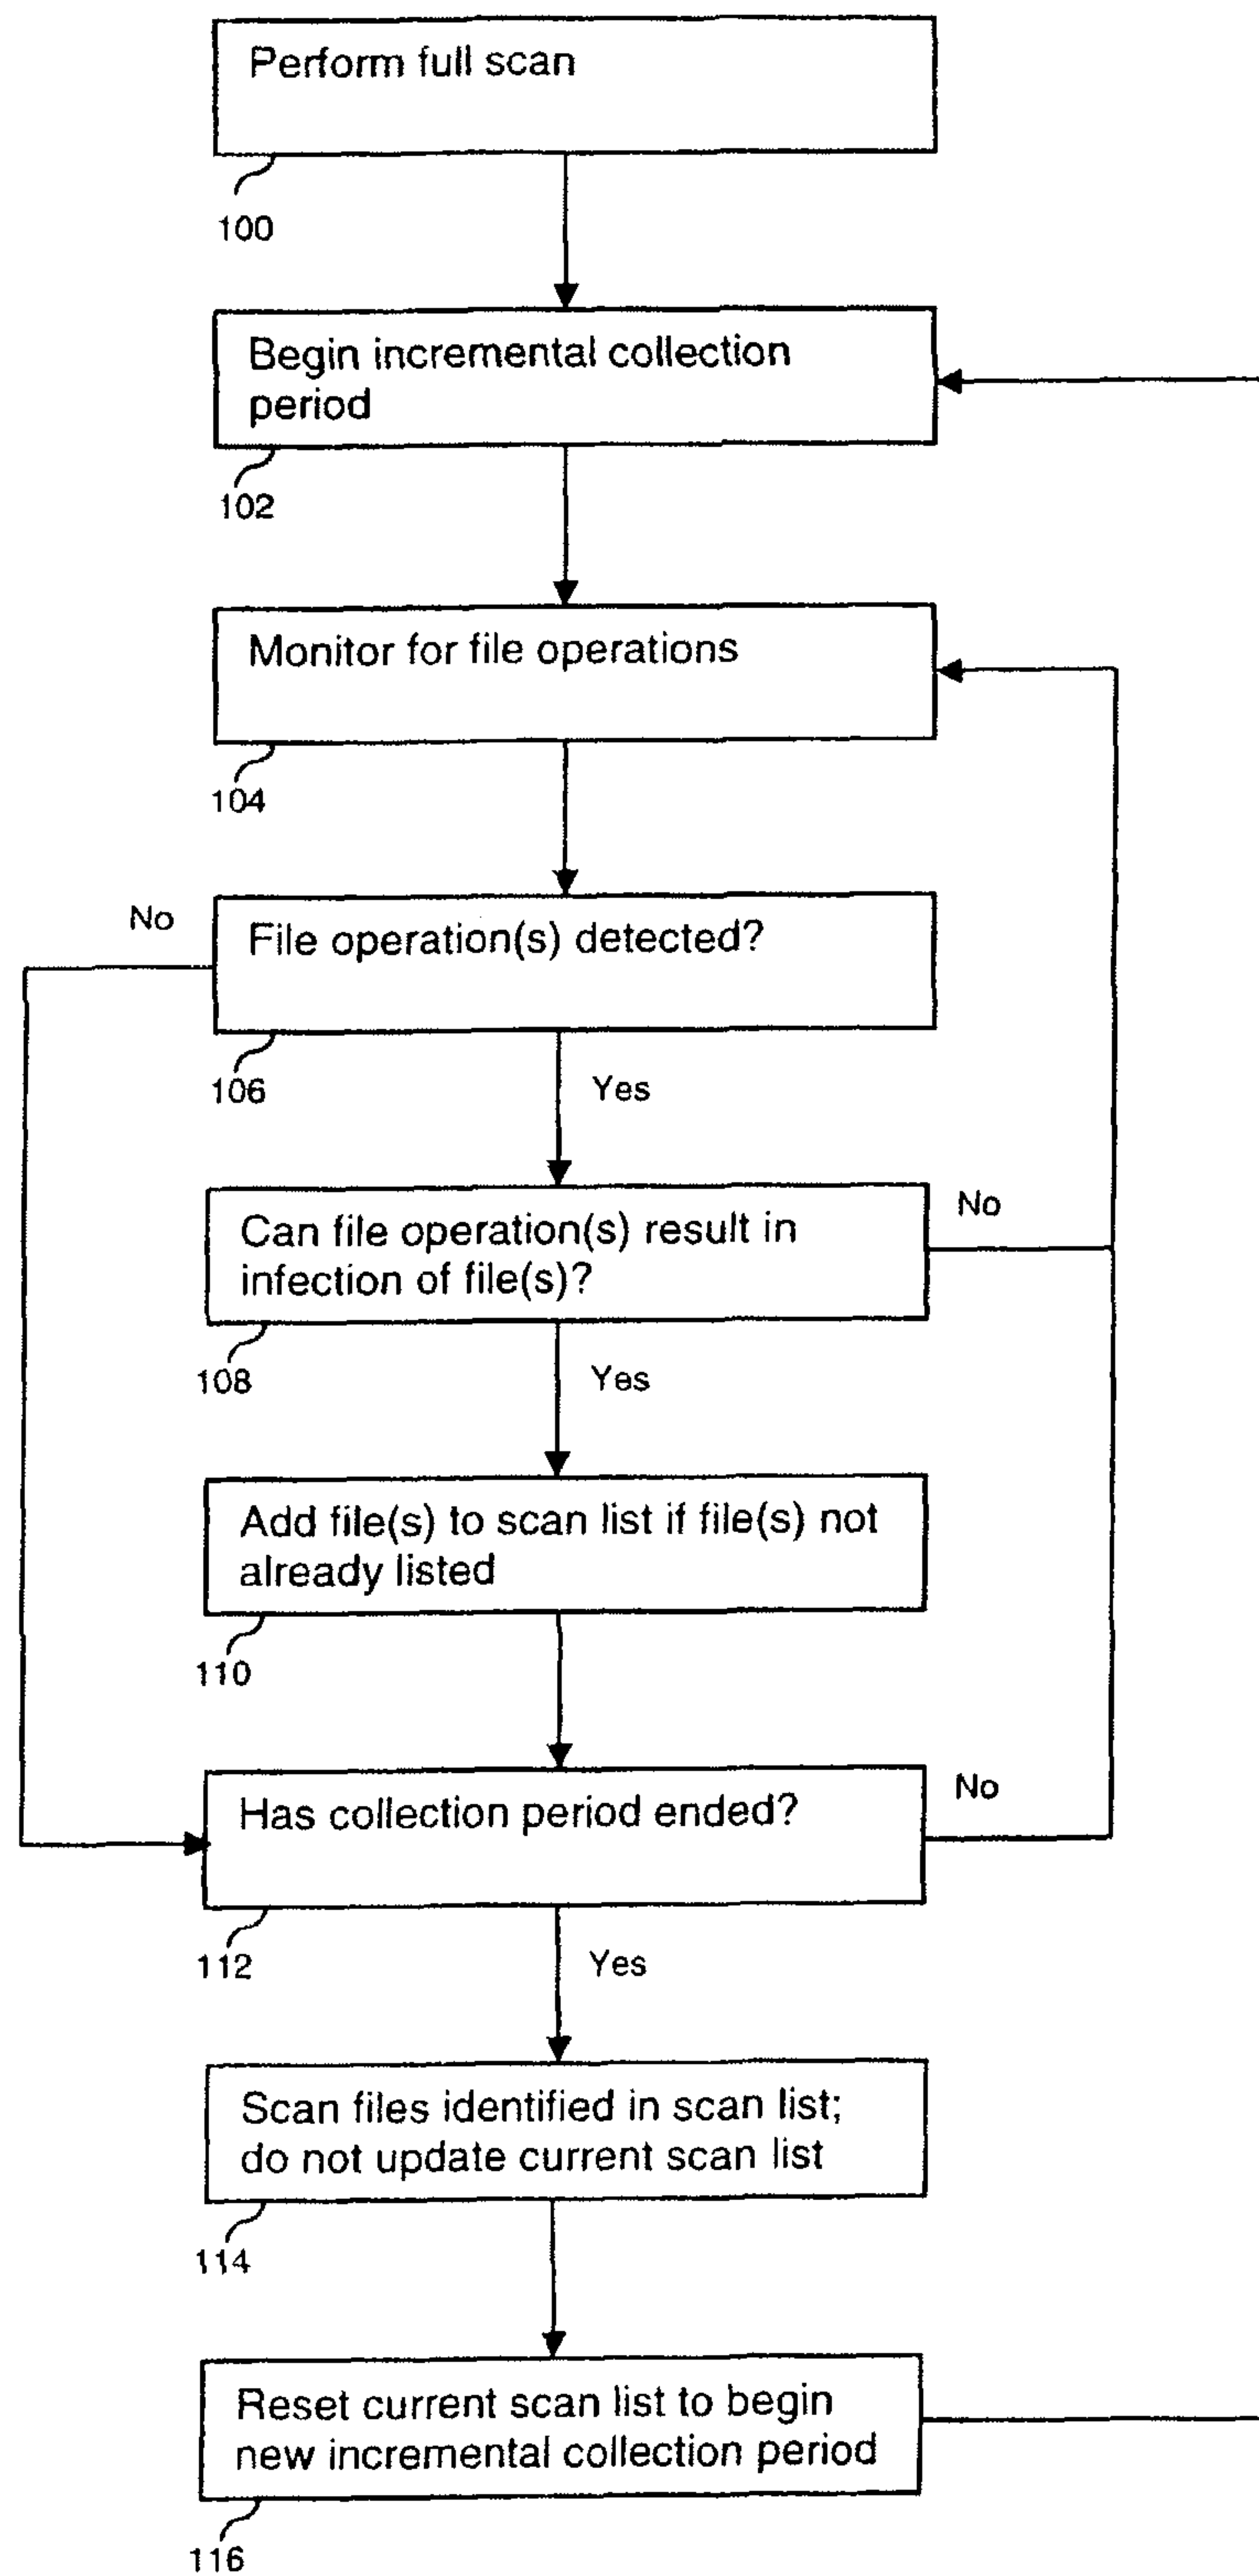 Perform full scan
100
Begin incremental collection
period
102
Monitor for file operations
104
No
File operation(s) detected?
106
Yes
Can file operation(s) result in
infection of file(s)?
No
108
Yes
Add file(s) to scan list if file(s) not
already listed
110
Has collection period ended?
No
112
Yes
Scan files identified in scan list;
do not update current scan list
114
Reset current scan list to begin
new incremental collection period
116